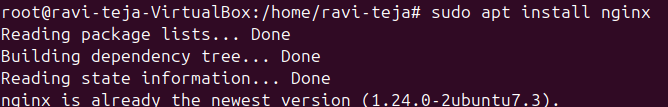 root@ravi-teja-VirtualBox:/home/ravi-teja# sudo apt install nginx
Reading package lists... Done
Building dependency tree... Done
Reading state information... Done
nginx is already the newest version (1.24.0-2ubuntu7.3).